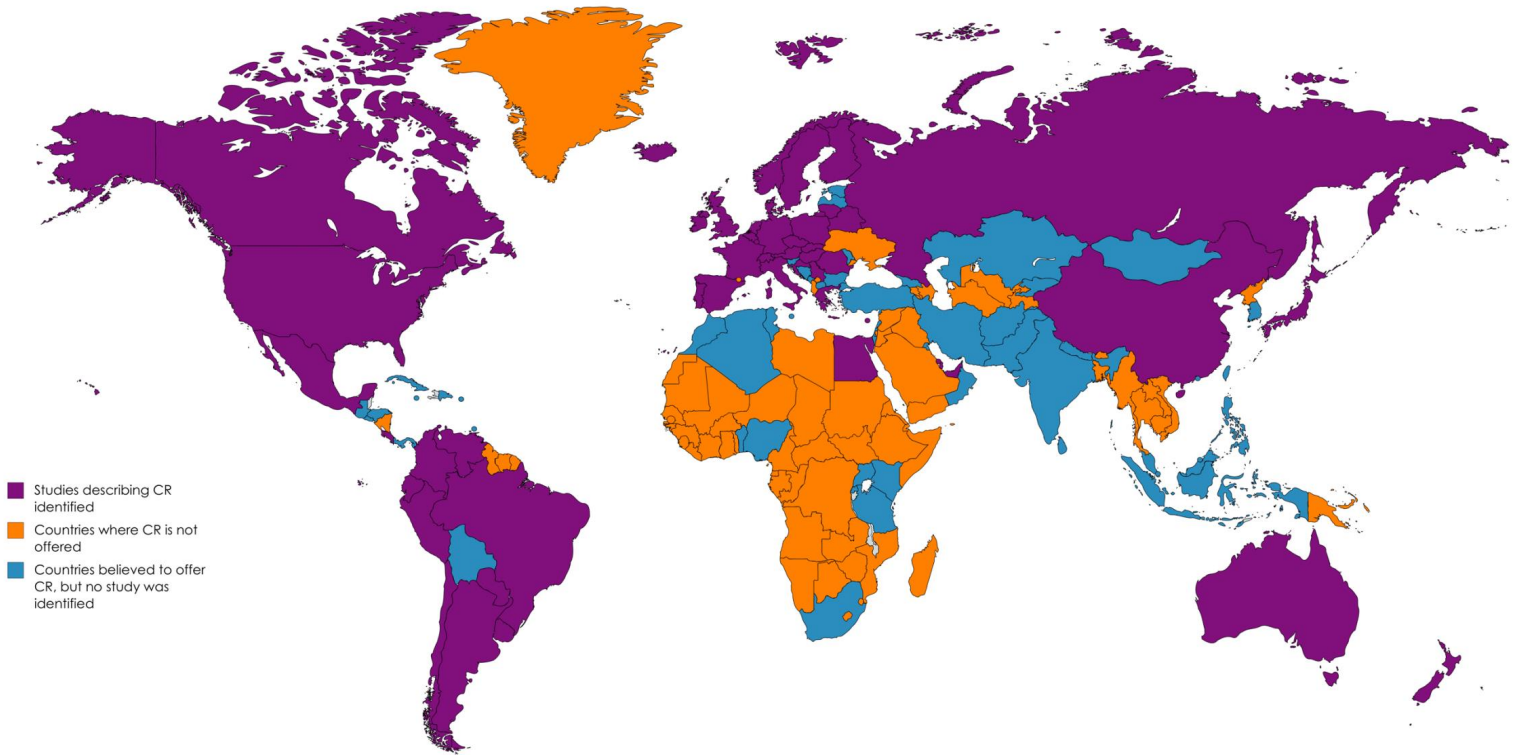 Studies describing CR
identified
Countries where CR is not
offered
Countries believed to offer
CR, but no study was
identified